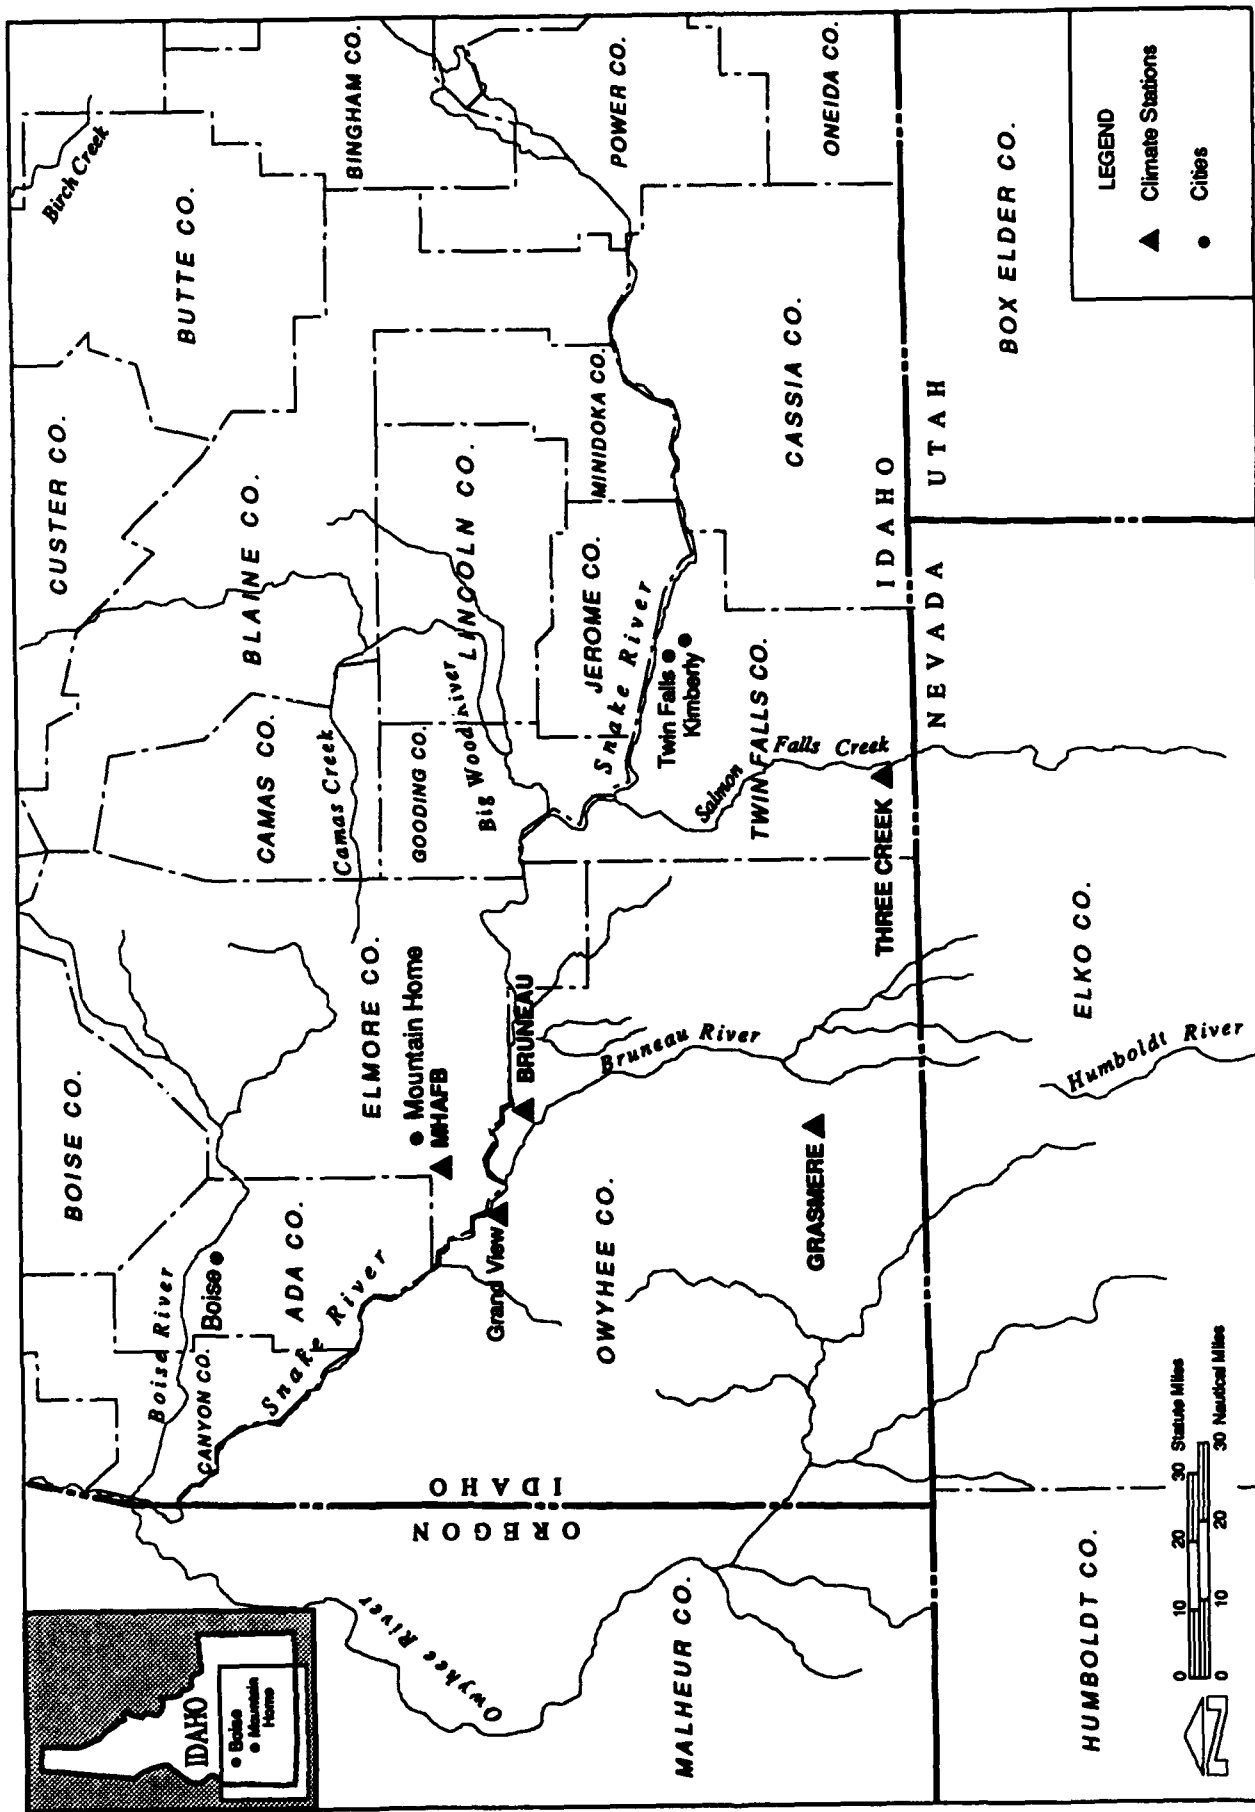 IDAHO
Boise
Mountain
Home
BOISE CO.
CUSTER CO.
Birch Creek
BUTTE CO.
BLAINE CO.
CAMAS CO.
Camas Creek
Boise River
Boise
CANYON CO.
ADA CO.
Snake River
ELMORE CO.
Mountain Home
MHAFB
GOODING CO.
Big Wood River
LINCOLN CO.
BINGHAM CO.
MINIDOKA CO.
JEROME CO.
Snake River
POWER CO.
ONEIDA CO.
Owyhee River
OREGON
IDAHO
Grand View
BRUNEAU
Bruneau River
OWYHEE CO.
Twin Falls
Kimberly
TWIN FALLS CO.
Salmon Falls Creek
CASSIA CO.
MALHEUR CO.
GRASMERE
THREE CREEK
IDAHO
NEVADA
UTAH
HUMBOLDT CO.
ELKO CO.
Humboldt River
BOX ELDER CO.
0 10 20 30 Statute Miles
0 10 20 30 Nautical Miles
N
LEGEND
Climate Stations
Cities